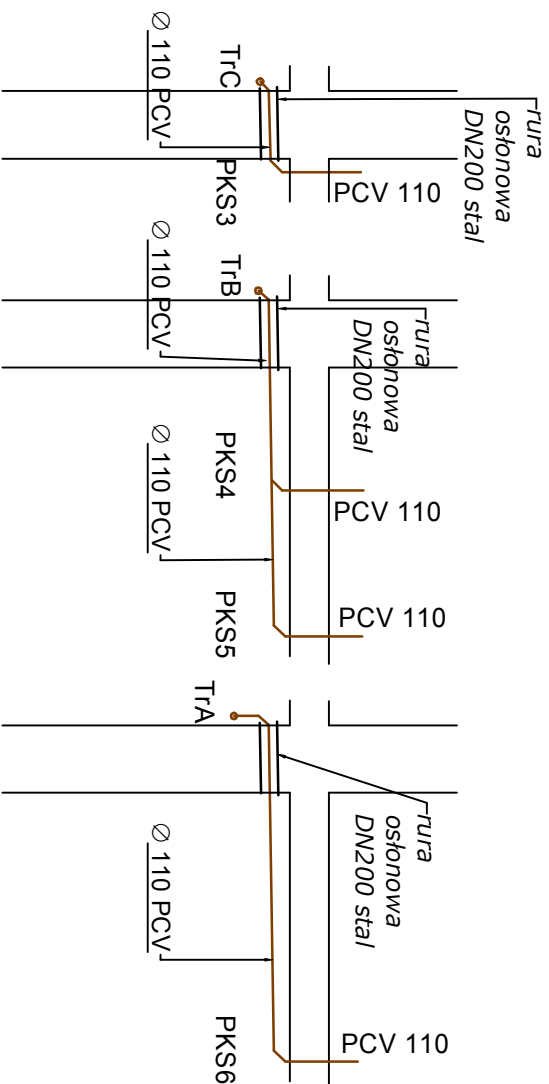 rura
osłonowa
DN200 stal
TrC
Ø 110 PCV
PKS3
PCV 110
rura
osłonowa
DN200 stal
TrB
Ø 110 PCV
PKS4
PCV 110
Ø 110 PCV
PKS5
PCV 110
TrA
rura
osłonowa
DN200 stal
Ø 110 PCV
PKS6
PCV 110